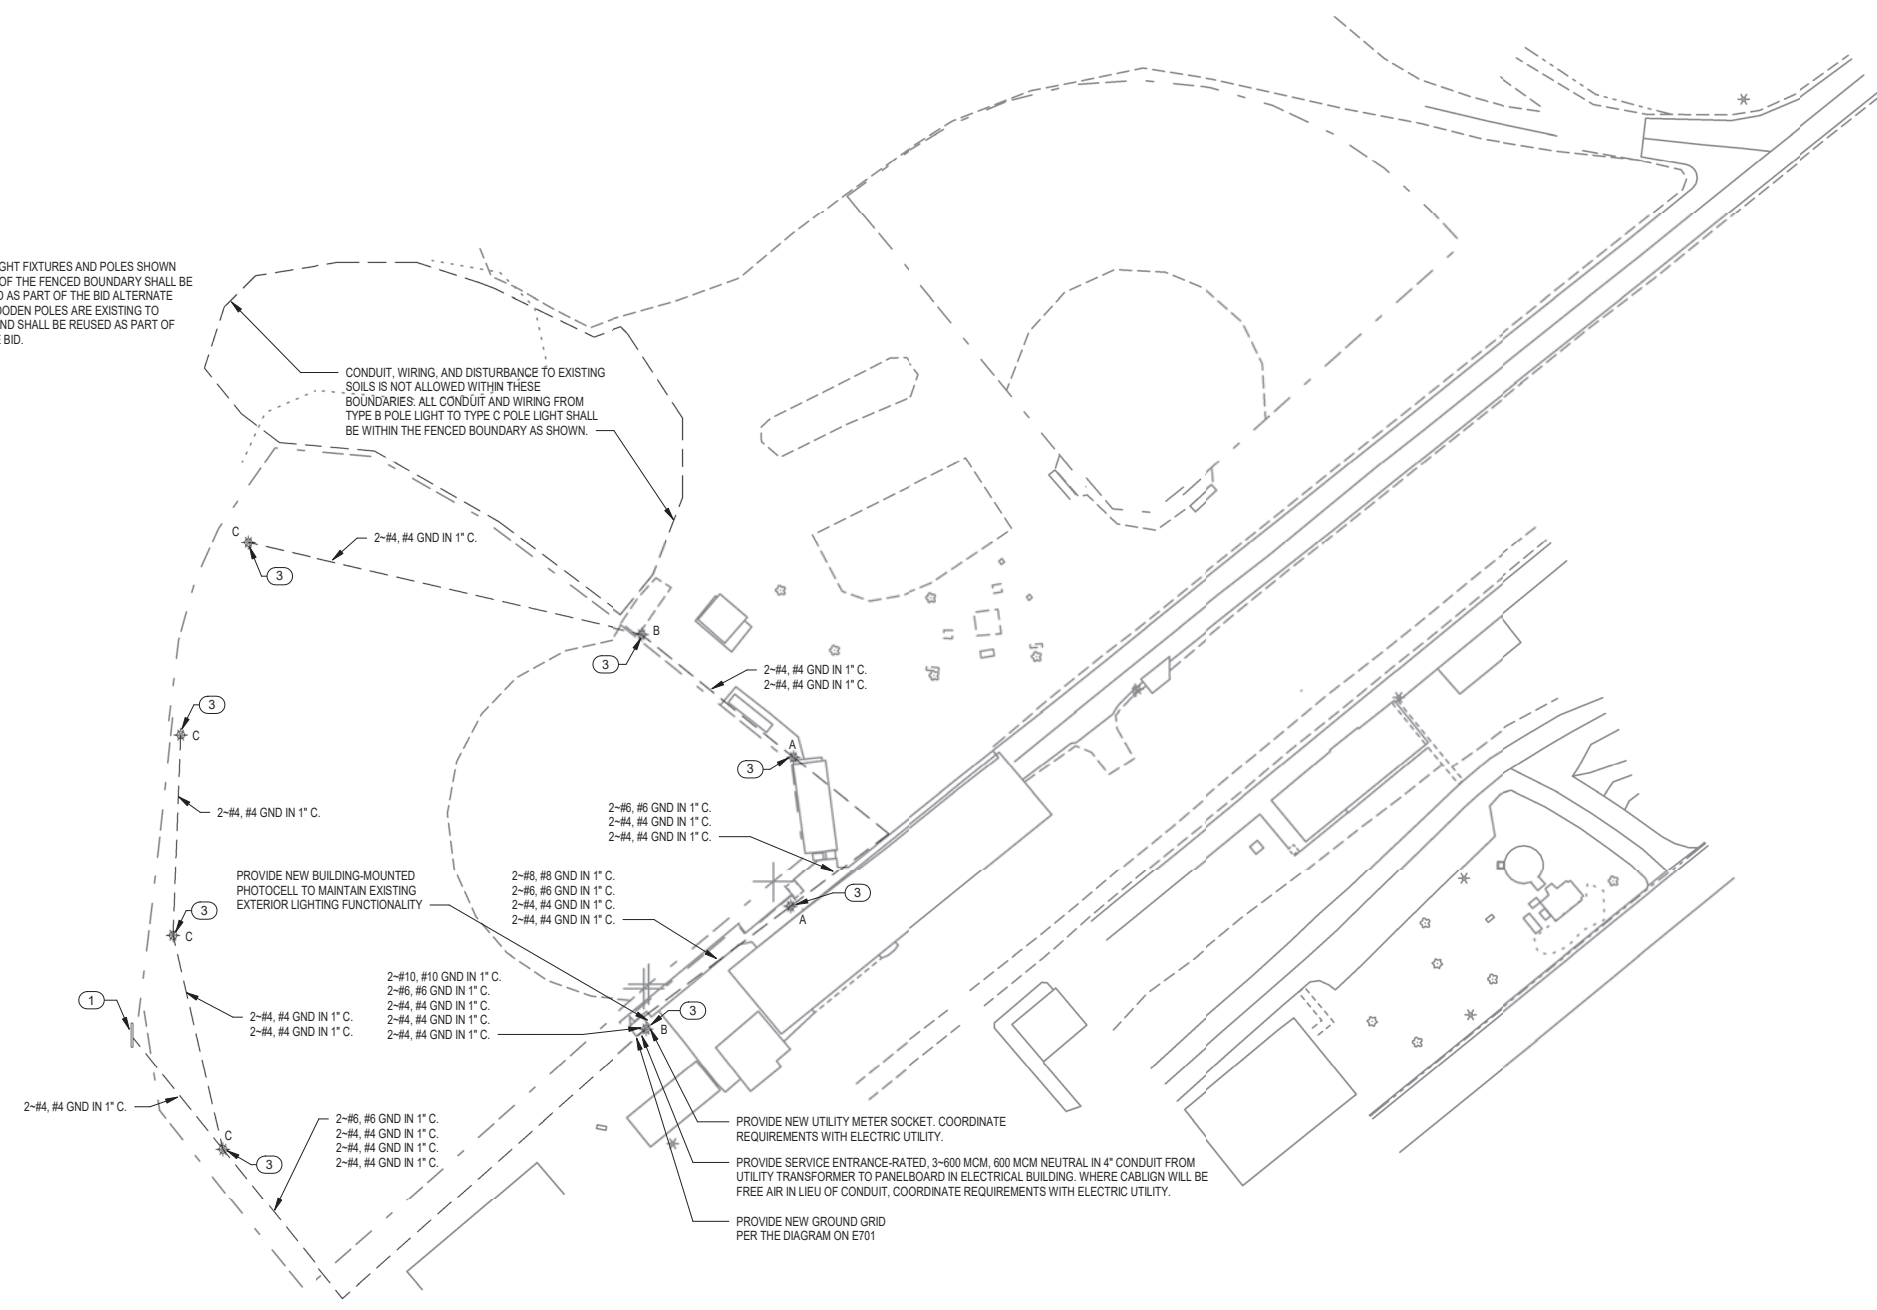 GHT FIXTURES AND POLES SHOWN
OF THE FENCED BOUNDARY SHALL BE
D AS PART OF THE BID ALTERNATE
OODEN POLES ARE EXISTING TO
ND SHALL BE REUSED AS PART OF
E BID.
CONDUIT, WIRING, AND DISTURBANCE TO EXISTING
SOILS IS NOT ALLOWED WITHIN THESE
BOUNDARIES. ALL CONDUIT AND WIRING FROM
TYPE B POLE LIGHT TO TYPE C POLE LIGHT SHALL
BE WITHIN THE FENCED BOUNDARY AS SHOWN.
C
2~#4, #4 GND IN 1" C.
3
B
3
2~#4, #4 GND IN 1" C.
2~#4, #4 GND IN 1" C.
3
C
A
3
2~#4, #4 GND IN 1" C.
2~#6, #6 GND IN 1" C.
2~#4, #4 GND IN 1" C.
2~#4, #4 GND IN 1" C.
PROVIDE NEW BUILDING-MOUNTED
PHOTOCELL TO MAINTAIN EXISTING
EXTERIOR LIGHTING FUNCTIONALITY
2~#8, #8 GND IN 1" C.
2~#6, #6 GND IN 1" C.
2~#4, #4 GND IN 1" C.
2~#4, #4 GND IN 1" C.
3
A
3
C
2~#10, #10 GND IN 1" C.
2~#6, #6 GND IN 1" C.
2~#4, #4 GND IN 1" C.
2~#4, #4 GND IN 1" C.
2~#4, #4 GND IN 1" C.
3
B
1
2~#4, #4 GND IN 1" C.
2~#4, #4 GND IN 1" C.
2~#4, #4 GND IN 1" C.
C
3
2~#6, #6 GND IN 1" C.
2~#4, #4 GND IN 1" C.
2~#4, #4 GND IN 1" C.
2~#4, #4 GND IN 1" C.
PROVIDE NEW UTILITY METER SOCKET. COORDINATE
REQUIREMENTS WITH ELECTRIC UTILITY.
PROVIDE SERVICE ENTRANCE-RATED, 3~600 MCM, 600 MCM NEUTRAL IN 4" CONDUIT FROM
UTILITY TRANSFORMER TO PANELBOARD IN ELECTRICAL BUILDING. WHERE CABLIGN WILL BE
FREE AIR IN LIEU OF CONDUIT, COORDINATE REQUIREMENTS WITH ELECTRIC UTILITY.
PROVIDE NEW GROUND GRID
PER THE DIAGRAM ON E701